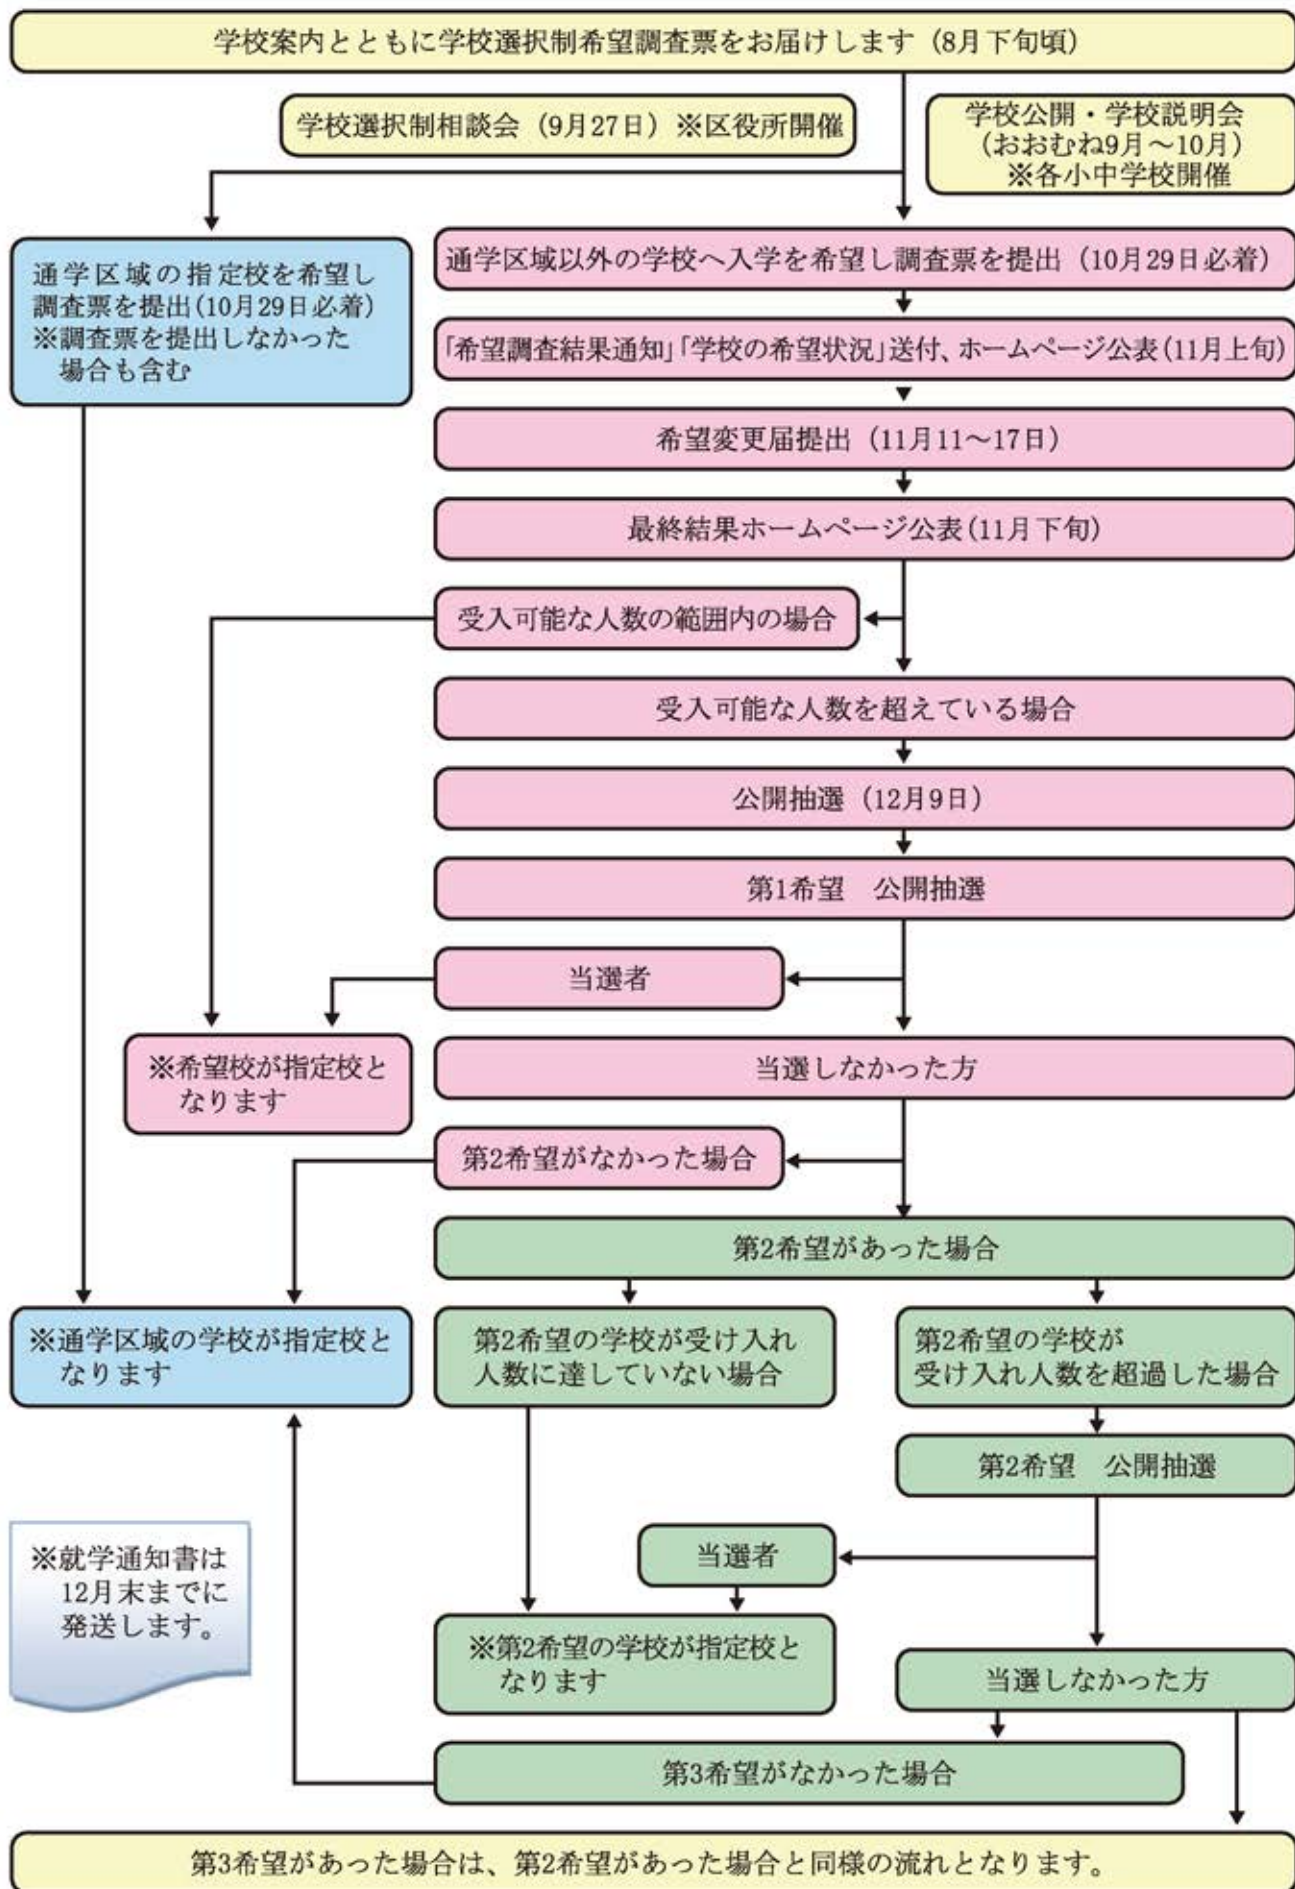 学校案内とともに学校選択制希望調査票をお届けします（8月下旬頃）
学校選択制相談会（9月27日）※区役所開催
学校公開・学校説明会
（おおむね9月～10月）
※各小中学校開催
通学区域の指定校を希望し
調査票を提出(10月29日必着)
※調査票を提出しなかった
場合も含む
通学区域以外の学校へ入学を希望し調査票を提出（10月29日必着）
「希望調査結果通知」「学校の希望状況」送付、ホームページ公表(11月上旬)
希望変更届提出（11月11～17日）
最終結果ホームページ公表(11月下旬)
受入可能な人数の範囲内の場合
受入可能な人数を超えている場合
公開抽選（12月9日）
第1希望　公開抽選
当選者
※希望校が指定校と
なります
当選しなかった方
第2希望がなかった場合
第2希望があった場合
※通学区域の学校が指定校と
なります
第2希望の学校が受け入れ
人数に達していない場合
第2希望の学校が
受け入れ人数を超過した場合
第2希望　公開抽選
当選者
※就学通知書は
12月末までに
発送します。
※第2希望の学校が指定校と
なります
当選しなかった方
第3希望がなかった場合
第3希望があった場合は、第2希望があった場合と同様の流れとなります。